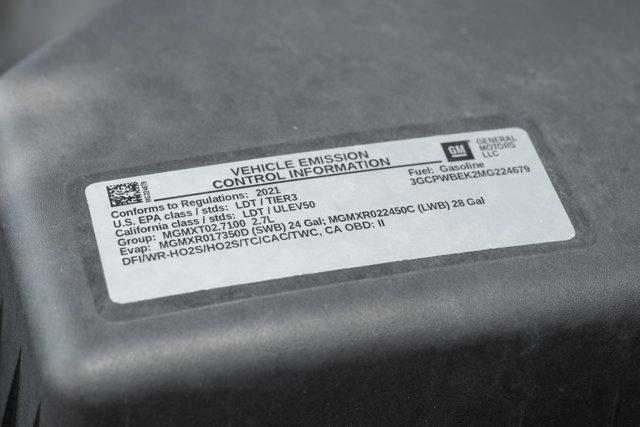 VEHICLE EMISSION
CONTROL INFORMATION
GM
GENERAL
MOTORS
LLC
Conforms to Regulations: 2021
Fuel: Gasoline
U.S. EPA class / stds: LDT / TIER3
3GCPWBEK2MG224679
California class / stds: LDT / ULEV50
Group: MGMXT02.7100 2.7L
Evap: MGMXR017350D (SWB) 24 Gal; MGMXR022450C (LWB) 28 Gal
DFI/WR-HO2S/HO2S/TC/CAC/TWC, CA OBD: II